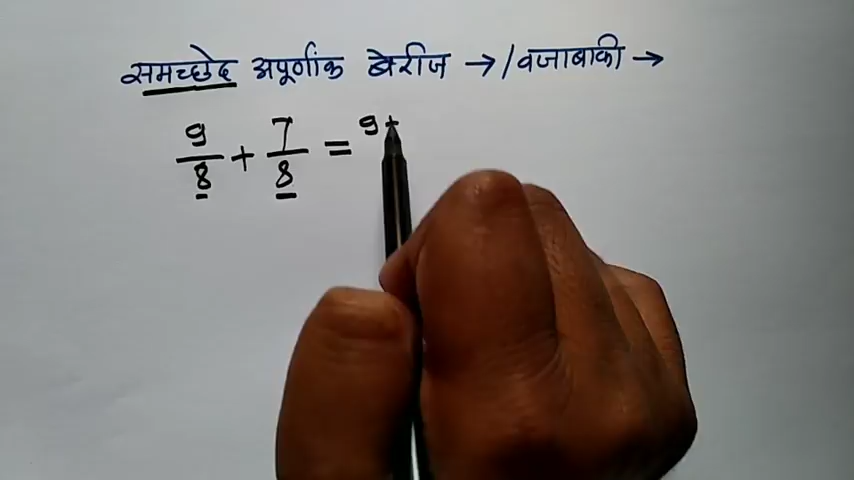 समच्छेद अपूर्णांक बेरीज → / वजाबाकी →
9/8 + 7/8 = 9+